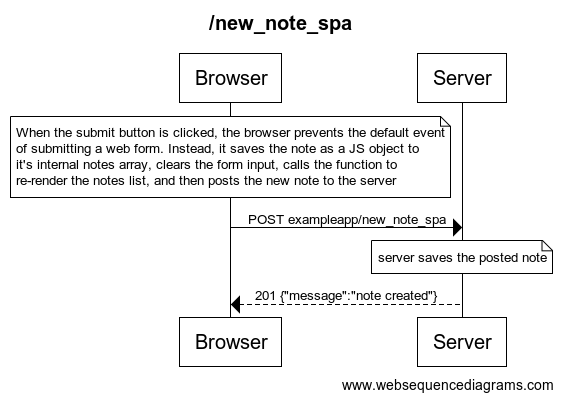 /new_note_spa
Browser
Server
When the submit button is clicked, the browser prevents the default event
of submitting a web form. Instead, it saves the note as a JS object to
it's internal notes array, clears the form input, calls the function to
re-render the notes list, and then posts the new note to the server
POST exampleapp/new_note_spa
server saves the posted note
201 {"message":"note created"}
Browser
Server
www.websequencediagrams.com